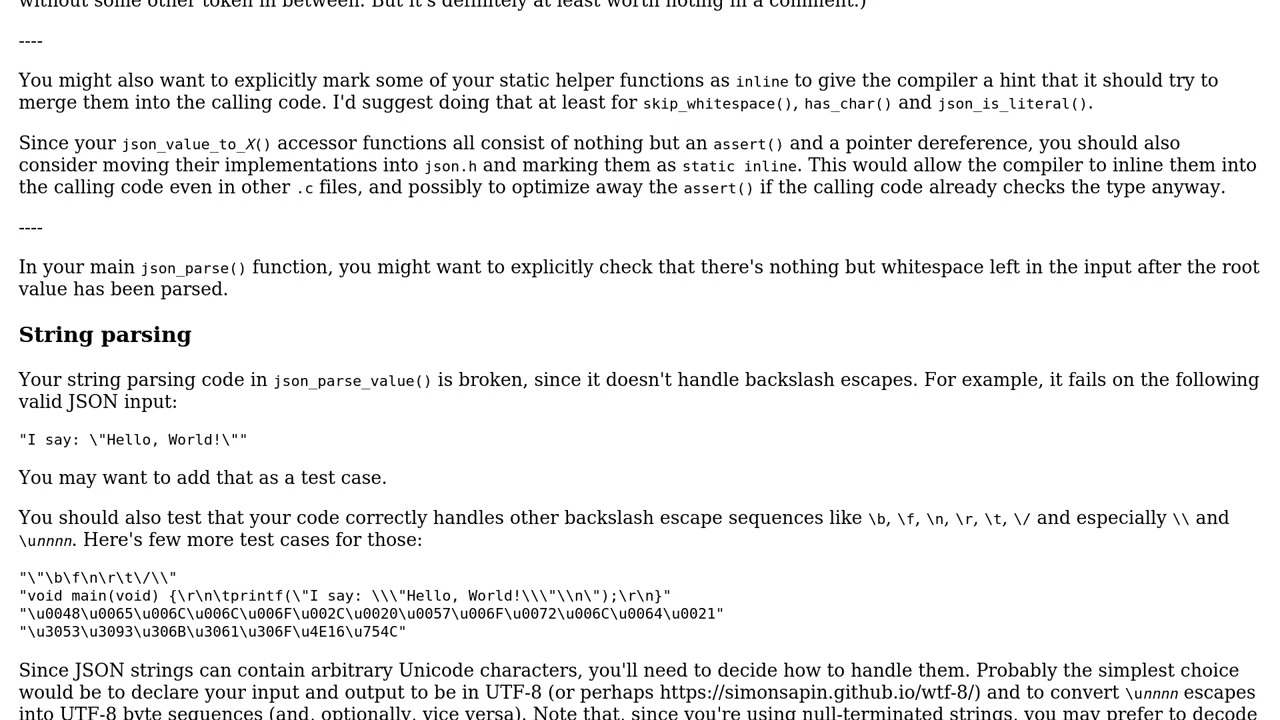 without some other token in between. But it's definitely at least worth noting in a comment.)
----
You might also want to explicitly mark some of your static helper functions as inline to give the compiler a hint that it should try to
merge them into the calling code. I'd suggest doing that at least for skip_whitespace(), has_char() and json_is_literal().
Since your json_value_to_X() accessor functions all consist of nothing but an assert() and a pointer dereference, you should also
consider moving their implementations into json.h and marking them as static inline. This would allow the compiler to inline them into
the calling code even in other .c files, and possibly to optimize away the assert() if the calling code already checks the type anyway.
----
In your main json_parse() function, you might want to explicitly check that there's nothing but whitespace left in the input after the root
value has been parsed.
String parsing
Your string parsing code in json_parse_value() is broken, since it doesn't handle backslash escapes. For example, it fails on the following
valid JSON input:
"I say: \"Hello, World!\""
You may want to add that as a test case.
You should also test that your code correctly handles other backslash escape sequences like \b, \f, \n, \r, \t, \/ and especially \\ and
\unnnn. Here's few more test cases for those:
"\"\b\f\n\r\t\/\\"
"void main(void) {\r\n\tprintf(\"I say: \\\"Hello, World!\\\"\\n\");\r\n}"
"\u0048\u0065\u006C\u006C\u006F\u002C\u0020\u0057\u006F\u0072\u006C\u0064\u0021"
"\u3053\u3093\u306B\u3061\u306F\u4E16\u754C"
Since JSON strings can contain arbitrary Unicode characters, you'll need to decide how to handle them. Probably the simplest choice
would be to declare your input and output to be in UTF-8 (or perhaps https://simonsapin.github.io/wtf-8/) and to convert \unnnn escapes
into UTF-8 byte sequences (and, optionally, vice versa). Note that, since you're using null-terminated strings, you may prefer to decode